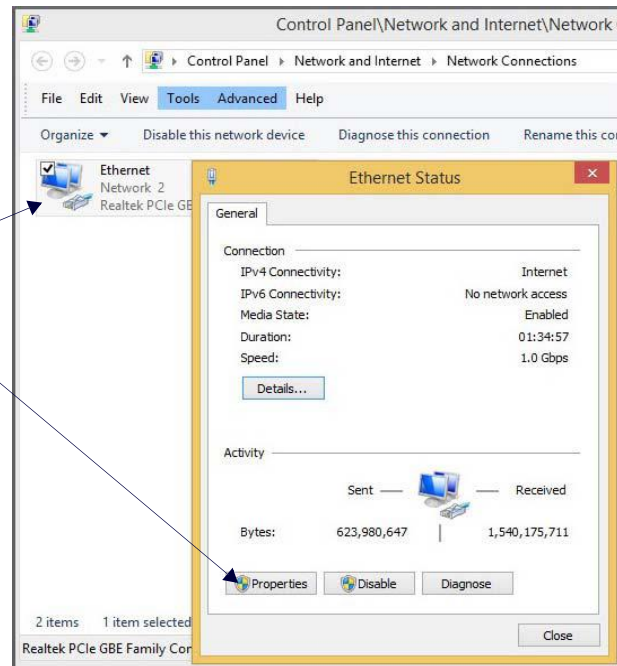 Control Panel\Network and Internet\Network
Control Panel Network and Internet Network Connections
File Edit View Tools Advanced Help
Organize Disable this network device Diagnose this connection Rename this co
Ethernet
Network 2
Realtek PCIe GB
Ethernet Status
General
Connection
IPv4 Connectivity: Internet
IPv6 Connectivity: No network access
Media State: Enabled
Duration: 01:34:57
Speed: 1.0 Gbps
Details...
Activity
Sent Received
Bytes: 623,980,647 1,540,175,711
Properties Disable Diagnose
Close
2 items 1 item selected
Realtek PCIe GBE Family Con